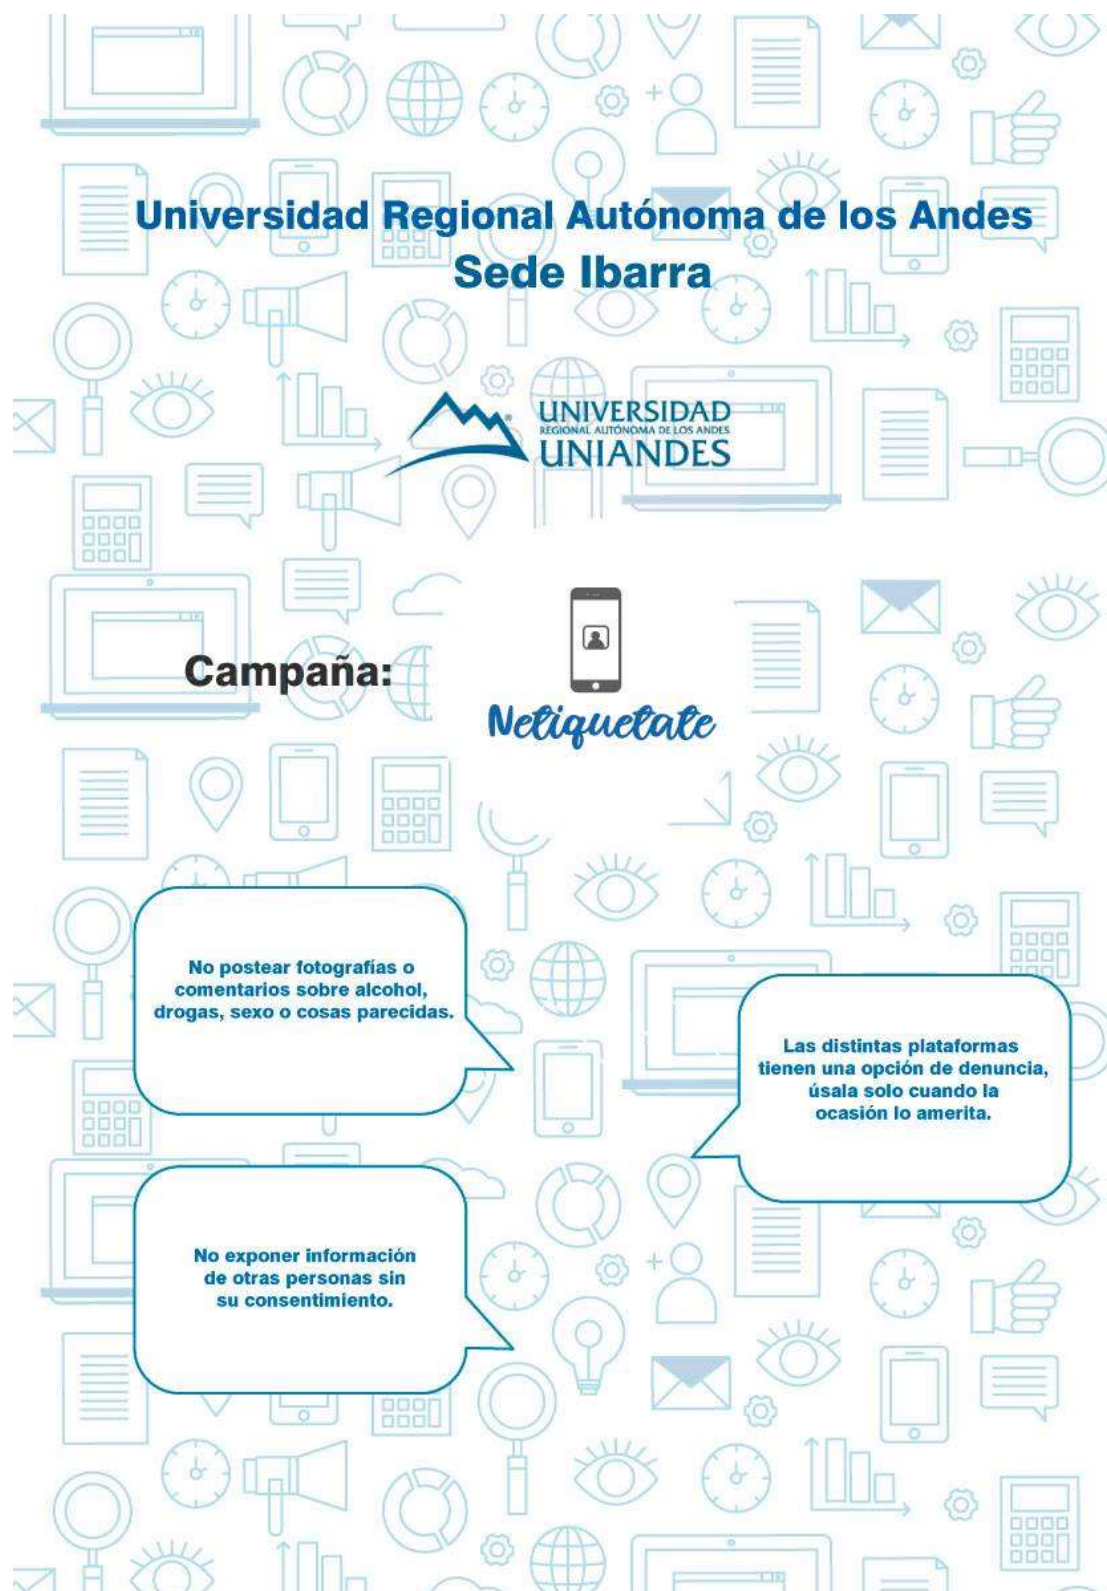 Universidad Regional Autónoma de los Andes
Sede Ibarra
UNIVERSIDAD
REGIONAL AUTÓNOMA DE LOS ANDES
UNIANDES
Campaña:
Netiquetate
No postear fotografías o
comentarios sobre alcohol,
drogas, sexo o cosas parecidas.
Las distintas plataformas
tienen una opción de denuncia,
úsala solo cuando la
ocasión lo amerita.
No exponer información
de otras personas sin
su consentimiento.